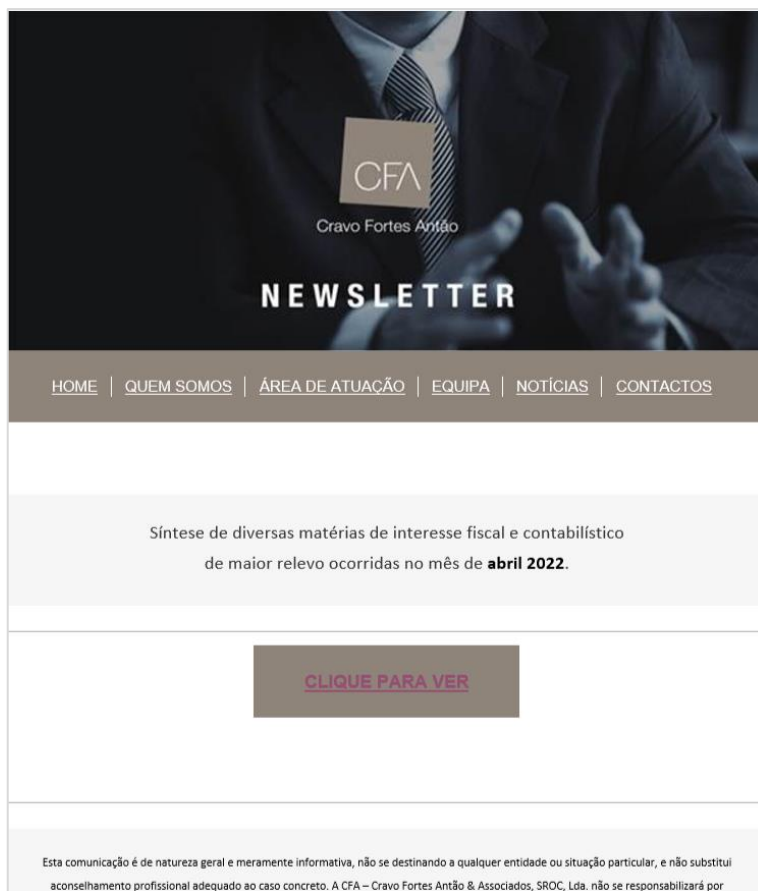 CFA
Cravo Fortes Antão
NEWSLETTER
HOME | QUEM SOMOS | ÁREA DE ATUAÇÃO | EQUIPA | NOTÍCIAS | CONTACTOS
Síntese de diversas matérias de interesse fiscal e contabilístico
de maior relevo ocorridas no mês de abril 2022.
CLIQUE PARA VER
Esta comunicação é de natureza geral e meramente informativa, não se destinando a qualquer entidade ou situação particular, e não substitui
aconselhamento profissional adequado ao caso concreto. A CFA – Cravo Fortes Antão & Associados, SROC, Lda. não se responsabilizará por